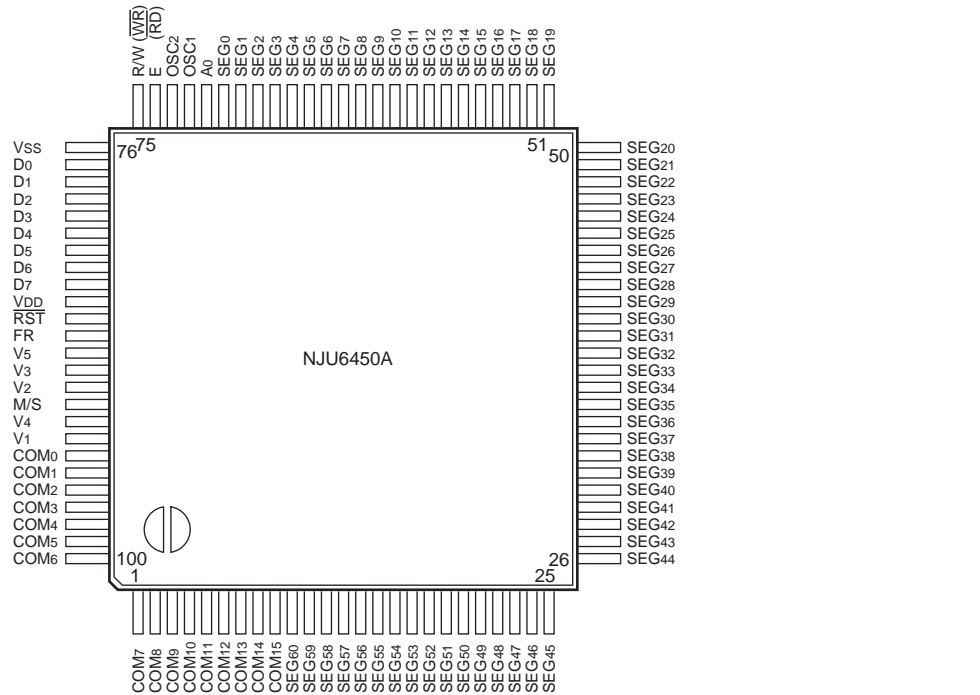 R/W (WR)
E (RD)
OSC2
OSC1
A0
SEG0
SEG1
SEG2
SEG3
SEG4
SEG5
SEG6
SEG7
SEG8
SEG9
SEG10
SEG11
SEG12
SEG13
SEG14
SEG15
SEG16
SEG17
SEG18
SEG19
VSS
D0
D1
D2
D3
D4
D5
D6
D7
VDD
RST
FR
V5
V3
V2
M/S
V4
V1
COM0
COM1
COM2
COM3
COM4
COM5
COM6
76
75
51
50
NJU6450A
100
1
26
25
SEG20
SEG21
SEG22
SEG23
SEG24
SEG25
SEG26
SEG27
SEG28
SEG29
SEG30
SEG31
SEG32
SEG33
SEG34
SEG35
SEG36
SEG37
SEG38
SEG39
SEG40
SEG41
SEG42
SEG43
SEG44
COM7
COM8
COM9
COM10
COM11
COM12
COM13
COM14
COM15
SEG60
SEG59
SEG58
SEG57
SEG56
SEG55
SEG54
SEG53
SEG52
SEG51
SEG50
SEG49
SEG48
SEG47
SEG46
SEG45